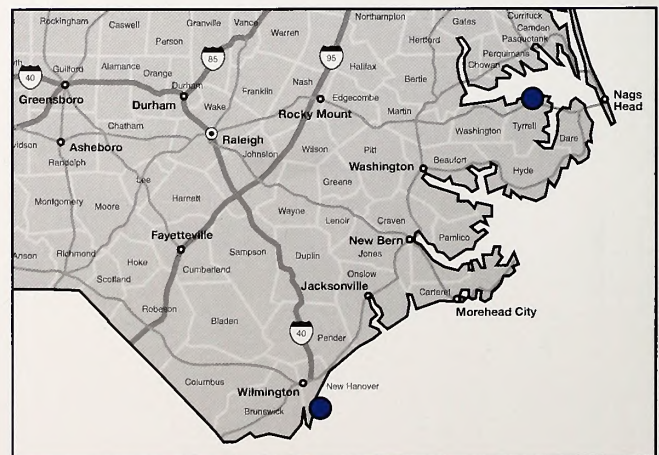 Rockingham
Caswell
Granville
Vance
Northampton
Gates
Currituck
Camden
Pasquotank
Person
Warren
Hertford
Perquimans
Chowan
85
95
Halifax
40
Guilford
Alamance
Orange
Durham
Franklin
Nash
Bertie
Greensboro
Durham
Wake
Edgecombe
Rocky Mount
Martin
Nags
Head
Chatham
Raleigh
Washington
Tyrrell
Dare
vidson
Asheboro
Randolph
Johnston
Wilson
Pitt
Washington
Beaufort
Hyde
Lee
Greene
Montgomery
Moore
Harnett
Wayne
Lenoir
Craven
Fayetteville
New Bern
Pamlico
Anson
Richmond
Hoke
Cumberland
Sampson
Duplin
Jones
Scotland
Onslow
Jacksonville
Carteret
Morehead City
Robeson
Bladen
40
Pender
Columbus
Wilmington
New Hanover
Brunswick